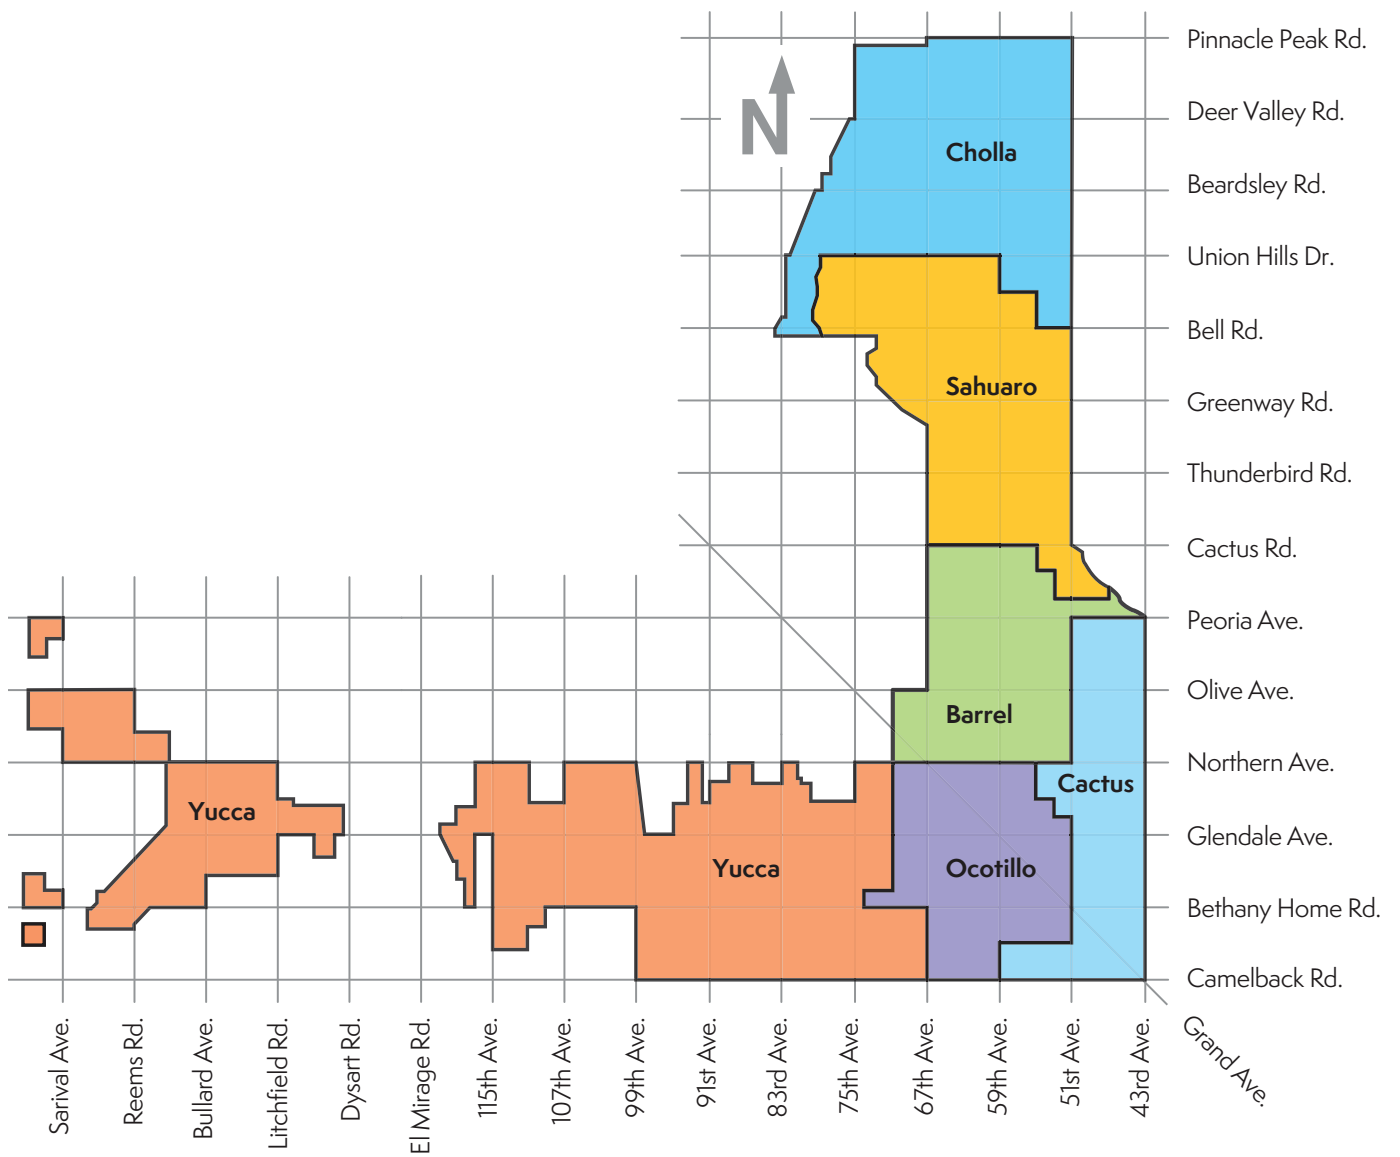 Pinnacle Peak Rd.
N
Deer Valley Rd.
Cholla
Beardsley Rd.
Union Hills Dr.
Bell Rd.
Sahuaro
Greenway Rd.
Thunderbird Rd.
Cactus Rd.
Peoria Ave.
Olive Ave.
Barrel
Northern Ave.
Cactus
Yucca
Glendale Ave.
Yucca
Ocotillo
Bethany Home Rd.
Camelback Rd.
Sarival Ave.
Reems Rd.
Bullard Ave.
Litchfield Rd.
Dysart Rd.
El Mirage Rd.
115th Ave.
107th Ave.
99th Ave.
91st Ave.
83rd Ave.
75th Ave.
67th Ave.
59th Ave.
51st Ave.
43rd Ave.
Grand Ave.